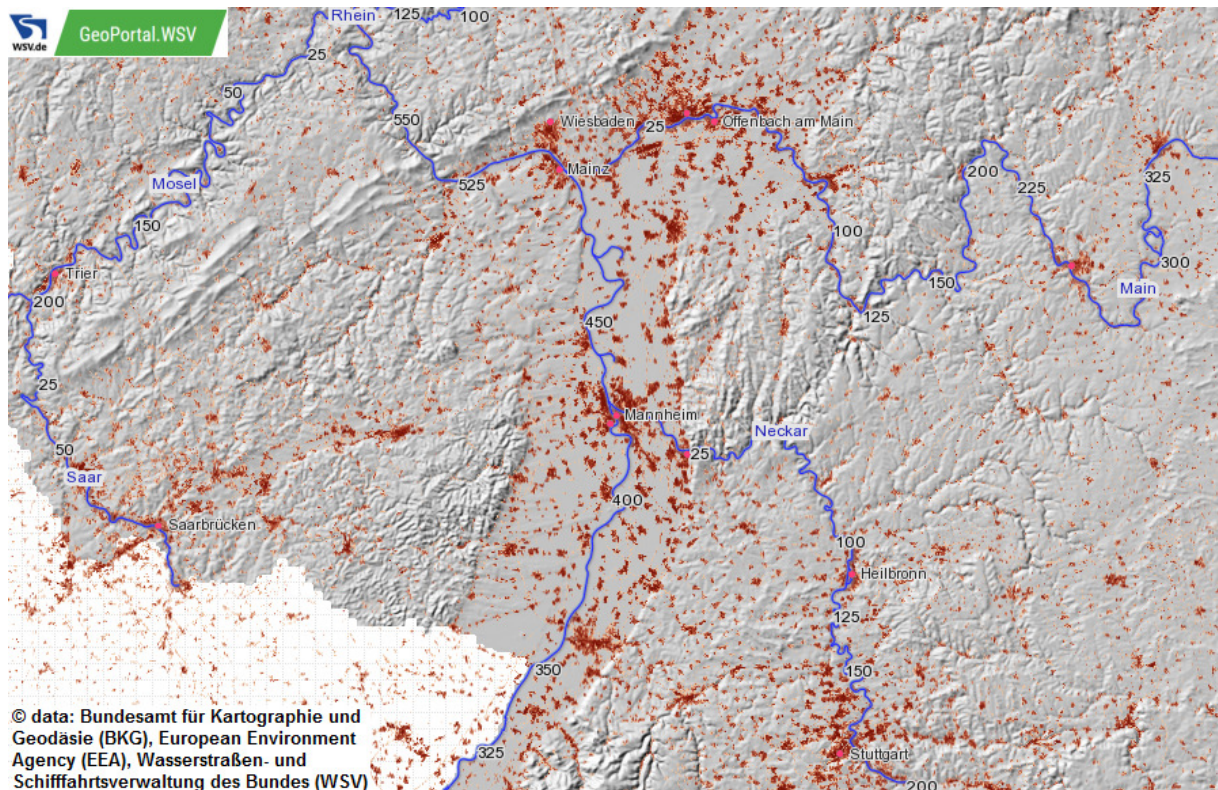 WSV.de
GeoPortal.WSV
Rhein
125
100
25
50
550
Wiesbaden
25
Offenbach am Main
Mainz
525
Mosel
200
225
325
150
100
Trier
200
150
300
Main
125
450
25
Mannheim
Neckar
50
25
Saar
400
Saarbrücken
100
Heilbronn
125
350
150
325
Stuttgart
200
© data: Bundesamt für Kartographie und
Geodäsie (BKG), European Environment
Agency (EEA), Wasserstraßen- und
Schifffahrtsverwaltung des Bundes (WSV)